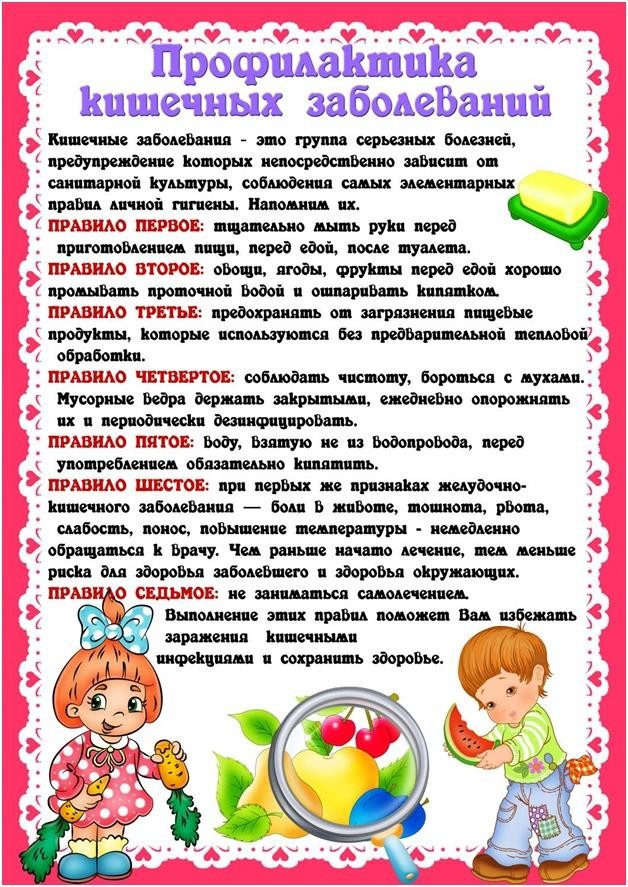 Профилактика
кишечных заболеваний
Кишечные заболевания - это группа серьезных болезней,
предупреждение которых непосредственно зависит от
санитарной культуры, соблюдения самых элементарных
правил личной гигиены. Напомним их.
ПРАВИЛО ПЕРВОЕ: тщательно мыть руки перед
приготовлением пищи, перед едой, после туалета.
ПРАВИЛО ВТОРОЕ: овощи, ягоды, фрукты перед едой хорошо
промывать проточной водой и ошпаривать кипятком.
ПРАВИЛО ТРЕТЬЕ: предохранять от загрязнения пищевые
продукты, которые используются без предварительной тепловой
обработки.
ПРАВИЛО ЧЕТВЕРТОЕ: соблюдать чистоту, бороться с мухами.
Мусорные ведра держать закрытыми, ежедневно опорожнять
их и периодически дезинфицировать.
ПРАВИЛО ПЯТОЕ: воду, взятую не из водопровода, перед
употреблением обязательно кипятить.
ПРАВИЛО ШЕСТОЕ: при первых же признаках желудочно-
кишечного заболевания — боли в животе, тошнота, рвота,
слабость, понос, повышение температуры - немедленно
обращаться к врачу. Чем раньше начато лечение, тем меньше
риска для здоровья заболевшего и здоровья окружающих.
ПРАВИЛО СЕДЬМОЕ: не заниматься самолечением.
Выполнение этих правил поможет Вам избежать
заражения кишечными
инфекциями и сохранить здоровье.